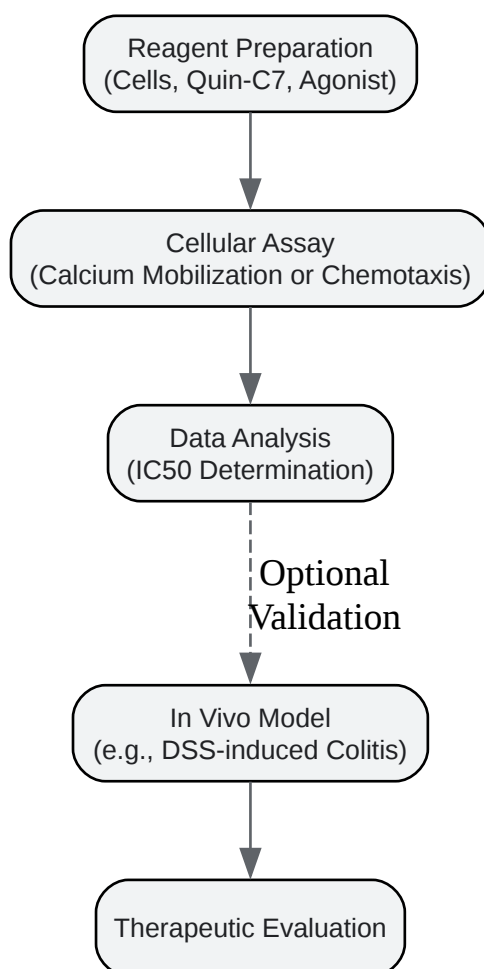 Reagent Preparation
(Cells, Quin-C7, Agonist)
Cellular Assay
(Calcium Mobilization or Chemotaxis)
Data Analysis
(IC50 Determination)
Optional
Validation
In Vivo Model
(e.g., DSS-induced Colitis)
Therapeutic Evaluation